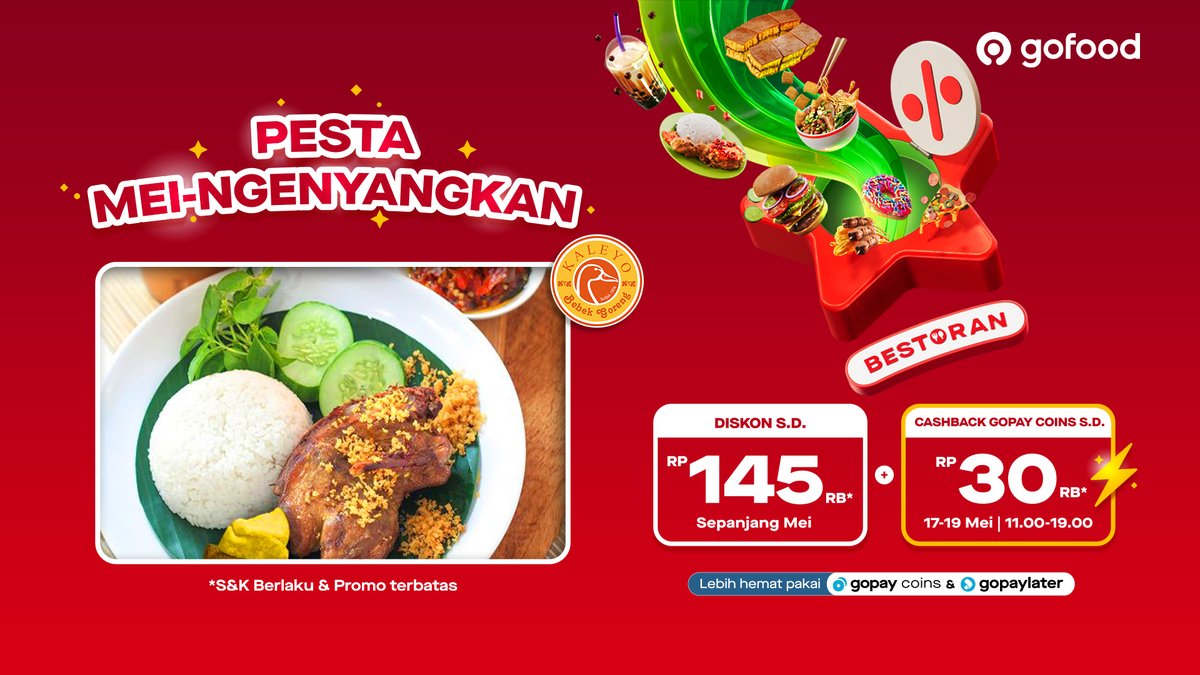 gofood
PESTA
MEI-NGENYANGKAN
KALEYO
Bebek Goreng
BESTORAN
DISKON S.D.
RP 145 RB*
Sepanjang Mei
+
CASHBACK GOPAY COINS S.D.
RP 30 RB*
17-19 Mei | 11.00-19.00
*S&K Berlaku & Promo terbatas
Lebih hemat pakai gopay coins & gopaylater